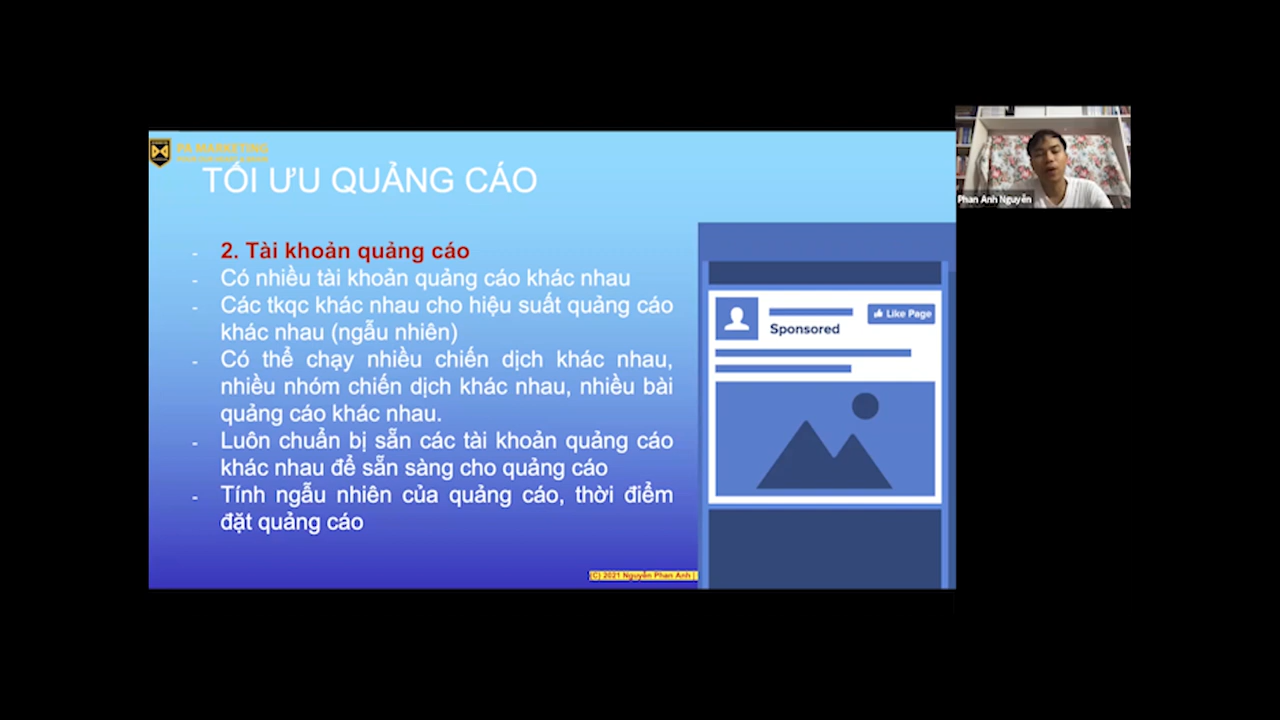 PA MARKETING
TỐI ƯU QUẢNG CÁO
Phan Anh Nguyễn
- 2. Tài khoản quảng cáo
- Có nhiều tài khoản quảng cáo khác nhau
- Các tkqc khác nhau cho hiệu suất quảng cáo
khác nhau (ngẫu nhiên)
- Có thể chạy nhiều chiến dịch khác nhau,
nhiều nhóm chiến dịch khác nhau, nhiều bài
quảng cáo khác nhau.
- Luôn chuẩn bị sẵn các tài khoản quảng cáo
khác nhau để sẵn sàng cho quảng cáo
- Tính ngẫu nhiên của quảng cáo, thời điểm
đặt quảng cáo
Like Page
Sponsored
(C) 2021 Nguyễn Phan Anh |